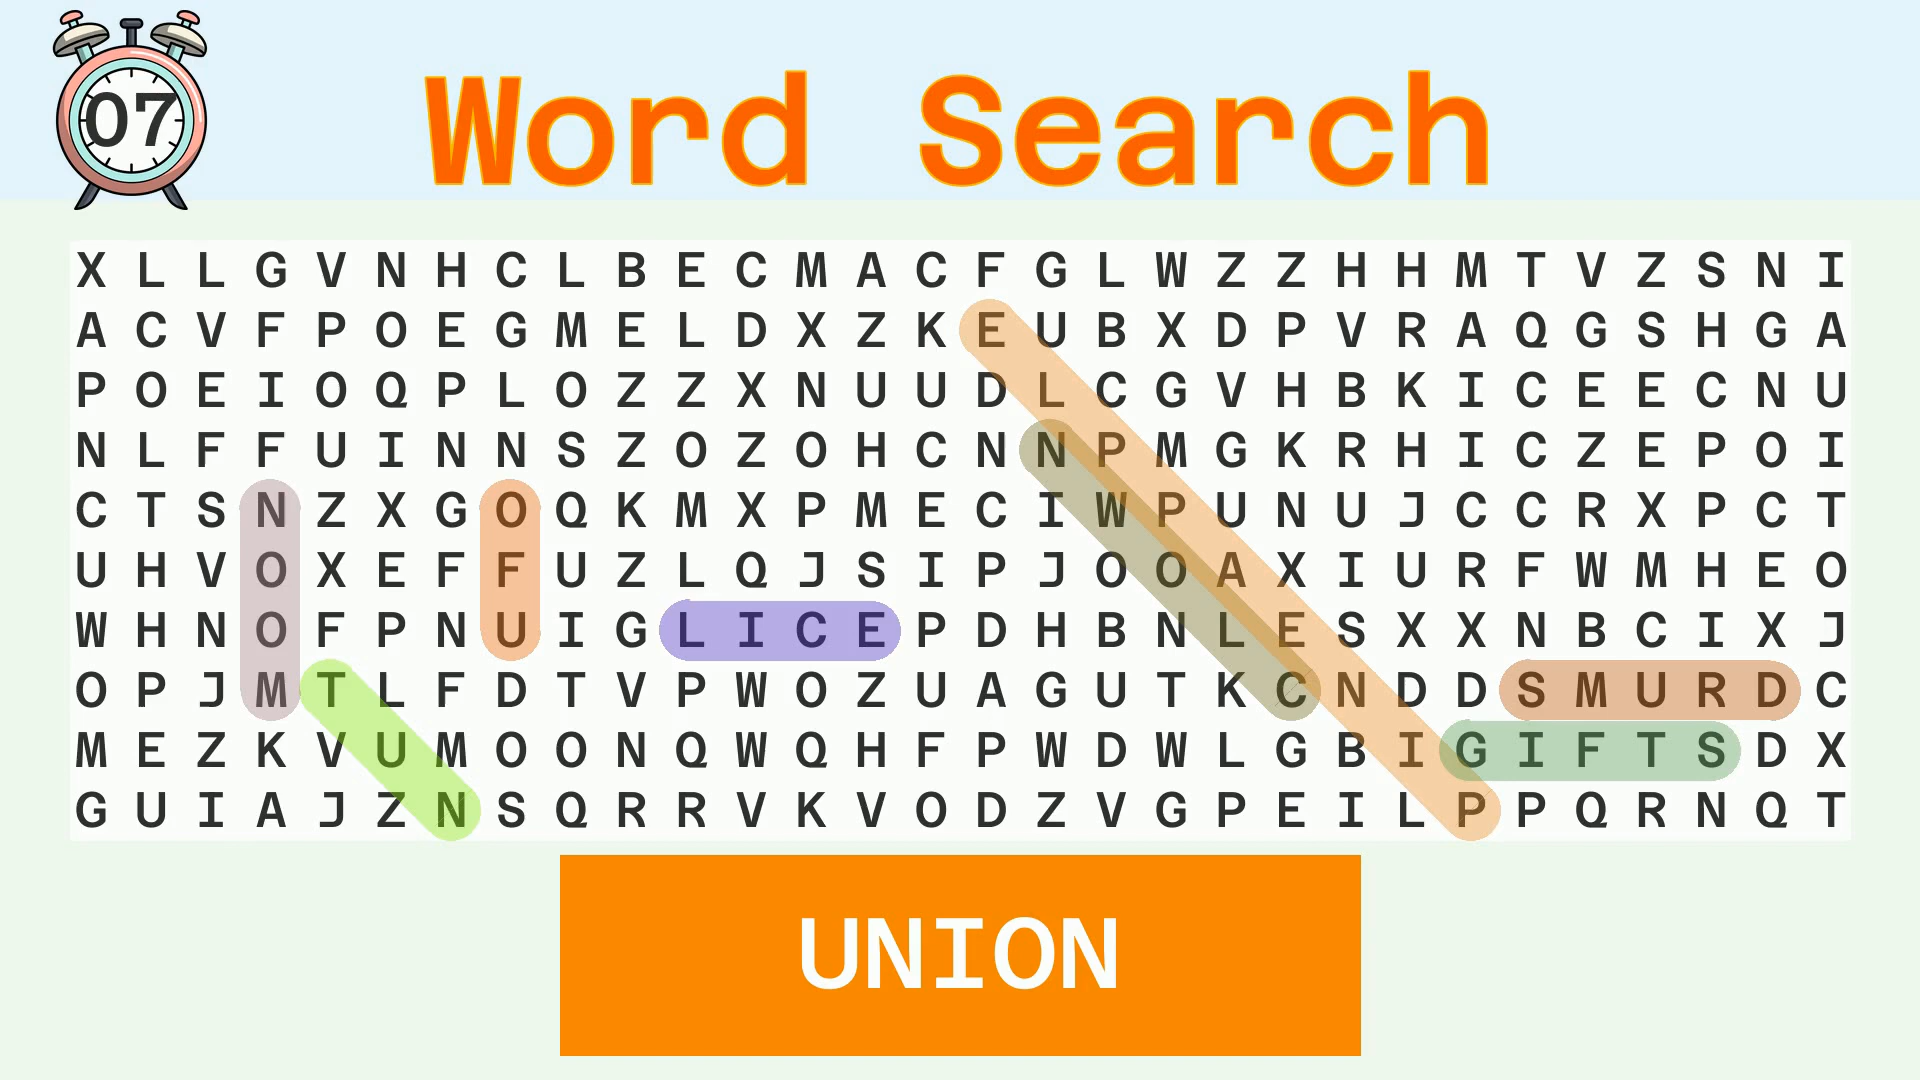 07
Word Search
X L L G V N H C L B E C M A C F G L W Z Z H H M T V Z S N I
A C V F P O E G M E L D X Z K E U B X D P V R A Q G S H G A
P O E I O Q P L O Z Z X N U U D L C G V H B K I C E E C N U
N L F F U I N N S Z O Z O H C N N P M G K R H I C Z E P O I
C T S N Z X G O Q K M X P M E C I W P U N U J C C R X P C T
U H V O X E F F U Z L Q J S I P J O O A X I U R F W M H E O
W H N O F P N U I G L I C E P D H B N L E S X X N B C I X J
O P J M T L F D T V P W O Z U A G U T K C N D D S M U R D C
M E Z K V U M O O N Q W Q H F P W D W L G B I G I F T S D X
G U I A J Z N S Q R R V K V O D Z V G P E I L P P Q R N Q T
UNION